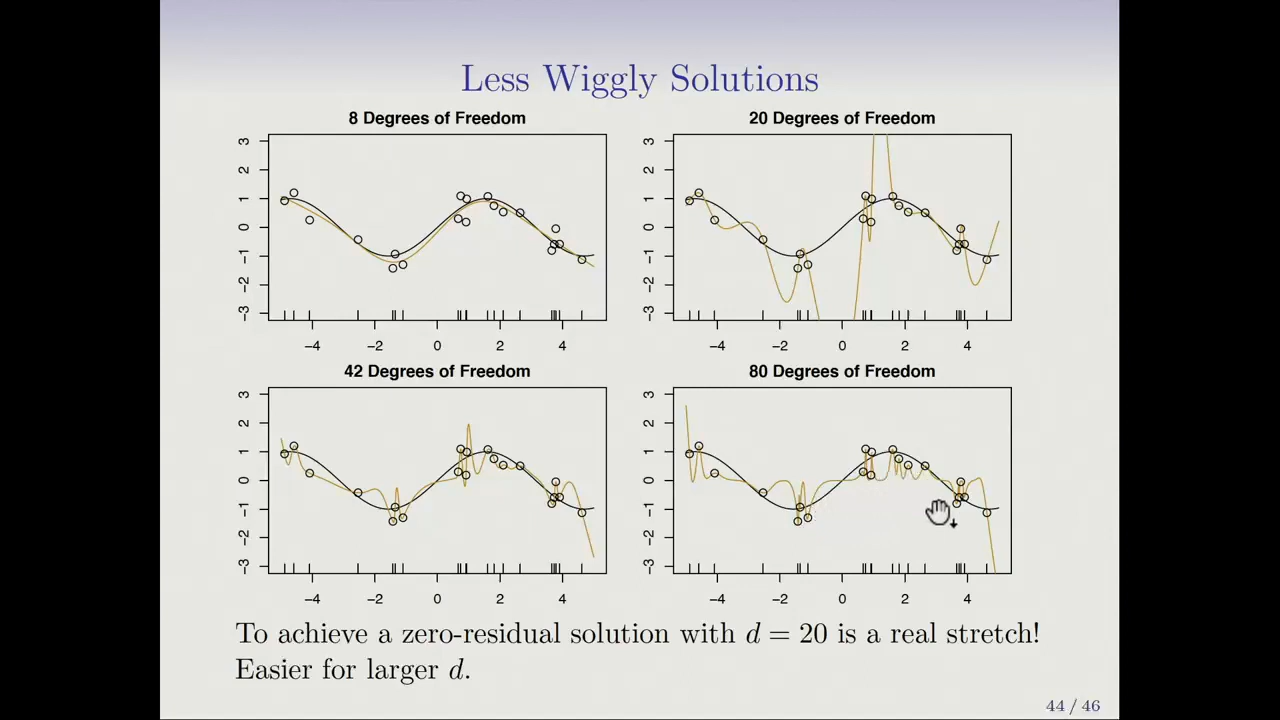 Less Wiggly Solutions
8 Degrees of Freedom
3
2
1
0
−1
−2
−3
−4 −2 0 2 4
20 Degrees of Freedom
3
2
1
0
−1
−2
−3
−4 −2 0 2 4
42 Degrees of Freedom
3
2
1
0
−1
−2
−3
−4 −2 0 2 4
80 Degrees of Freedom
3
2
1
0
−1
−2
−3
−4 −2 0 2 4
To achieve a zero-residual solution with d = 20 is a real stretch!
Easier for larger d.
44 / 46